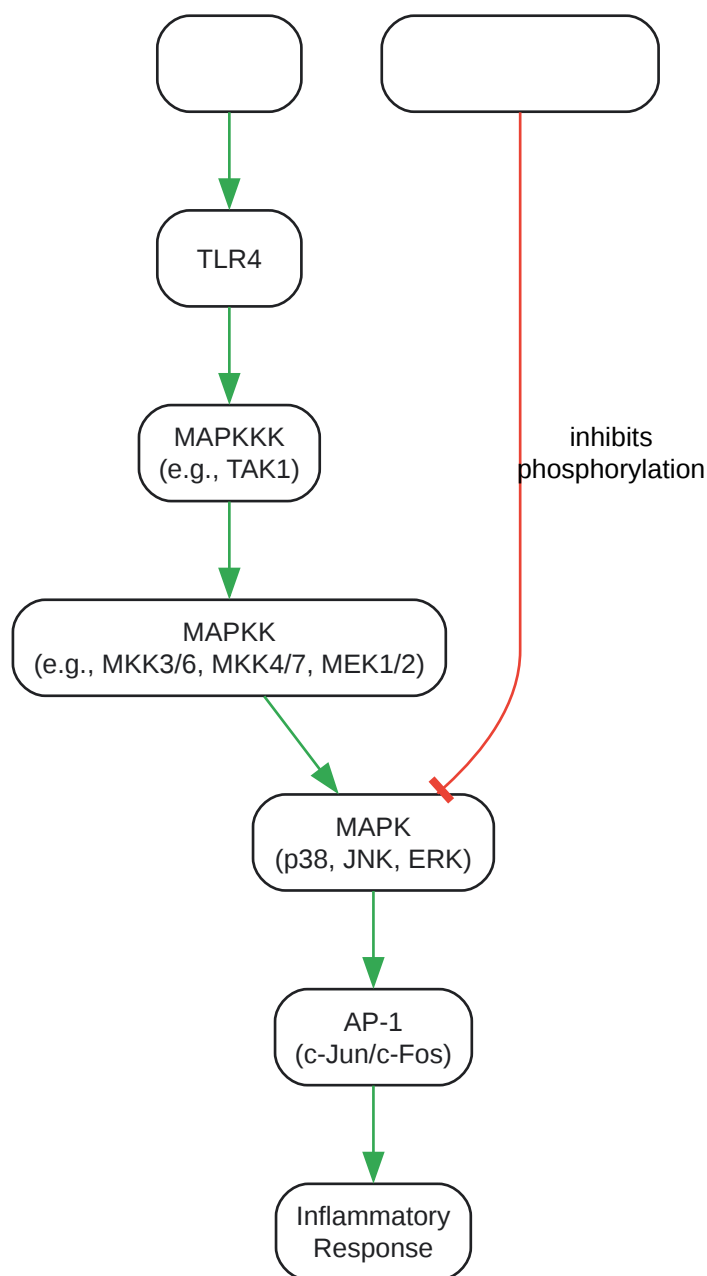 TLR4
MAPKKK
(e.g., TAK1)
inhibits
phosphorylation
MAPKK
(e.g., MKK3/6, MKK4/7, MEK1/2)
MAPK
(p38, JNK, ERK)
AP-1
(c-Jun/c-Fos)
Inflammatory
Response